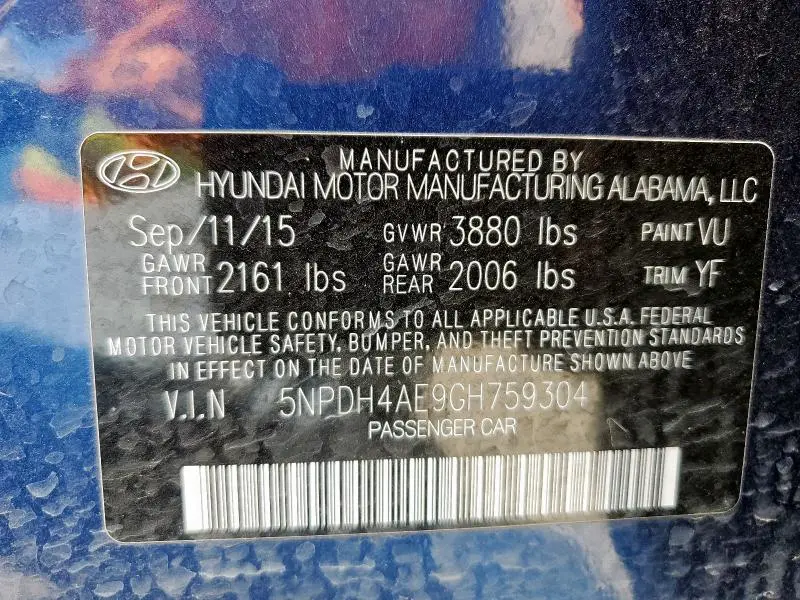 MANUFACTURED BY
HYUNDAI MOTOR MANUFACTURING ALABAMA, LLC
Sep/11/15 GVWR 3880 lbs PAINT VU
GAWR FRONT 2161 lbs GAWR REAR 2006 lbs TRIM YF
THIS VEHICLE CONFORMS TO ALL APPLICABLE U.S.A. FEDERAL
MOTOR VEHICLE SAFETY, BUMPER, AND THEFT PREVENTION STANDARDS
IN EFFECT ON THE DATE OF MANUFACTURE SHOWN ABOVE
V.I.N 5NPDH4AE9GH759304
PASSENGER CAR